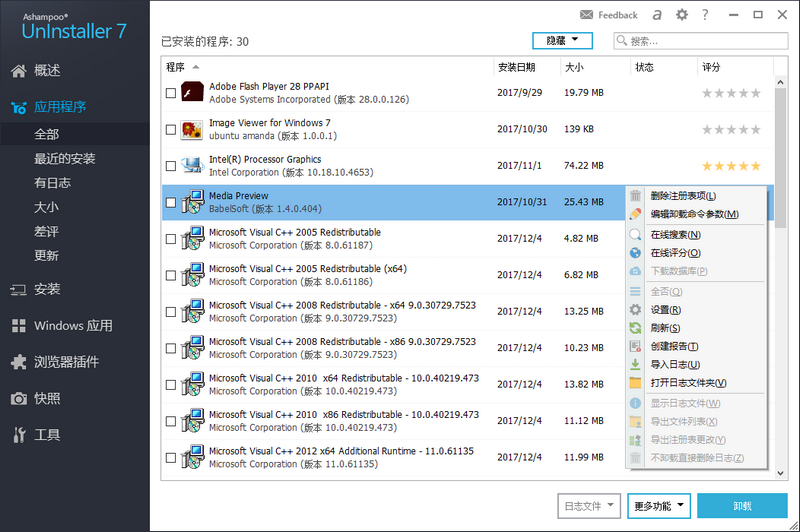 Ashampoo®
UnInstaller 7
Feedback
已安装的程序: 30
隐藏
搜索...
概述
应用程序
全部
最近的安装
有日志
大小
差评
更新
安装
Windows 应用
浏览器插件
快照
工具
程序 安装日期 大小 状态 评分
Adobe Flash Player 28 PPAPI
Adobe Systems Incorporated (版本 28.0.0.126)
2017/9/29 19.79 MB
Image Viewer for Windows 7
ubuntu amanda (版本 1.0.0.1)
2017/10/30 139 KB
Intel(R) Processor Graphics
Intel Corporation (版本 10.18.10.4653)
2017/11/1 74.22 MB
Media Preview
BabelSoft (版本 1.4.0.404)
2017/10/31 25.43 MB
Microsoft Visual C++ 2005 Redistributable
Microsoft Corporation (版本 8.0.61187)
2017/12/4 4.82 MB
Microsoft Visual C++ 2005 Redistributable (x64)
Microsoft Corporation (版本 8.0.61186)
2017/12/4 6.82 MB
Microsoft Visual C++ 2008 Redistributable - x64 9.0.30729.7523
Microsoft Corporation (版本 9.0.30729.7523)
2017/12/4 13.25 MB
Microsoft Visual C++ 2008 Redistributable - x86 9.0.30729.7523
Microsoft Corporation (版本 9.0.30729.7523)
2017/12/4 10.23 MB
Microsoft Visual C++ 2010 x64 Redistributable - 10.0.40219.473
Microsoft Corporation (版本 10.0.40219.473)
2017/12/4 13.82 MB
Microsoft Visual C++ 2010 x86 Redistributable - 10.0.40219.473
Microsoft Corporation (版本 10.0.40219.473)
2017/12/4 11.12 MB
Microsoft Visual C++ 2012 x64 Additional Runtime - 11.0.61135
Microsoft Corporation (版本 11.0.61135)
2017/12/4 11.99 MB
删除注册表项(L)
编辑卸载命令参数(M)
在线搜索(N)
在线评分(O)
下载数据库(P)
全否(Q)
设置(R)
刷新(S)
创建报告(T)
导入日志(U)
打开日志文件夹(V)
显示日志文件(W)
导出文件列表(X)
导出注册表更改(Y)
不卸载直接删除日志(Z)
日志文件
更多功能
卸载